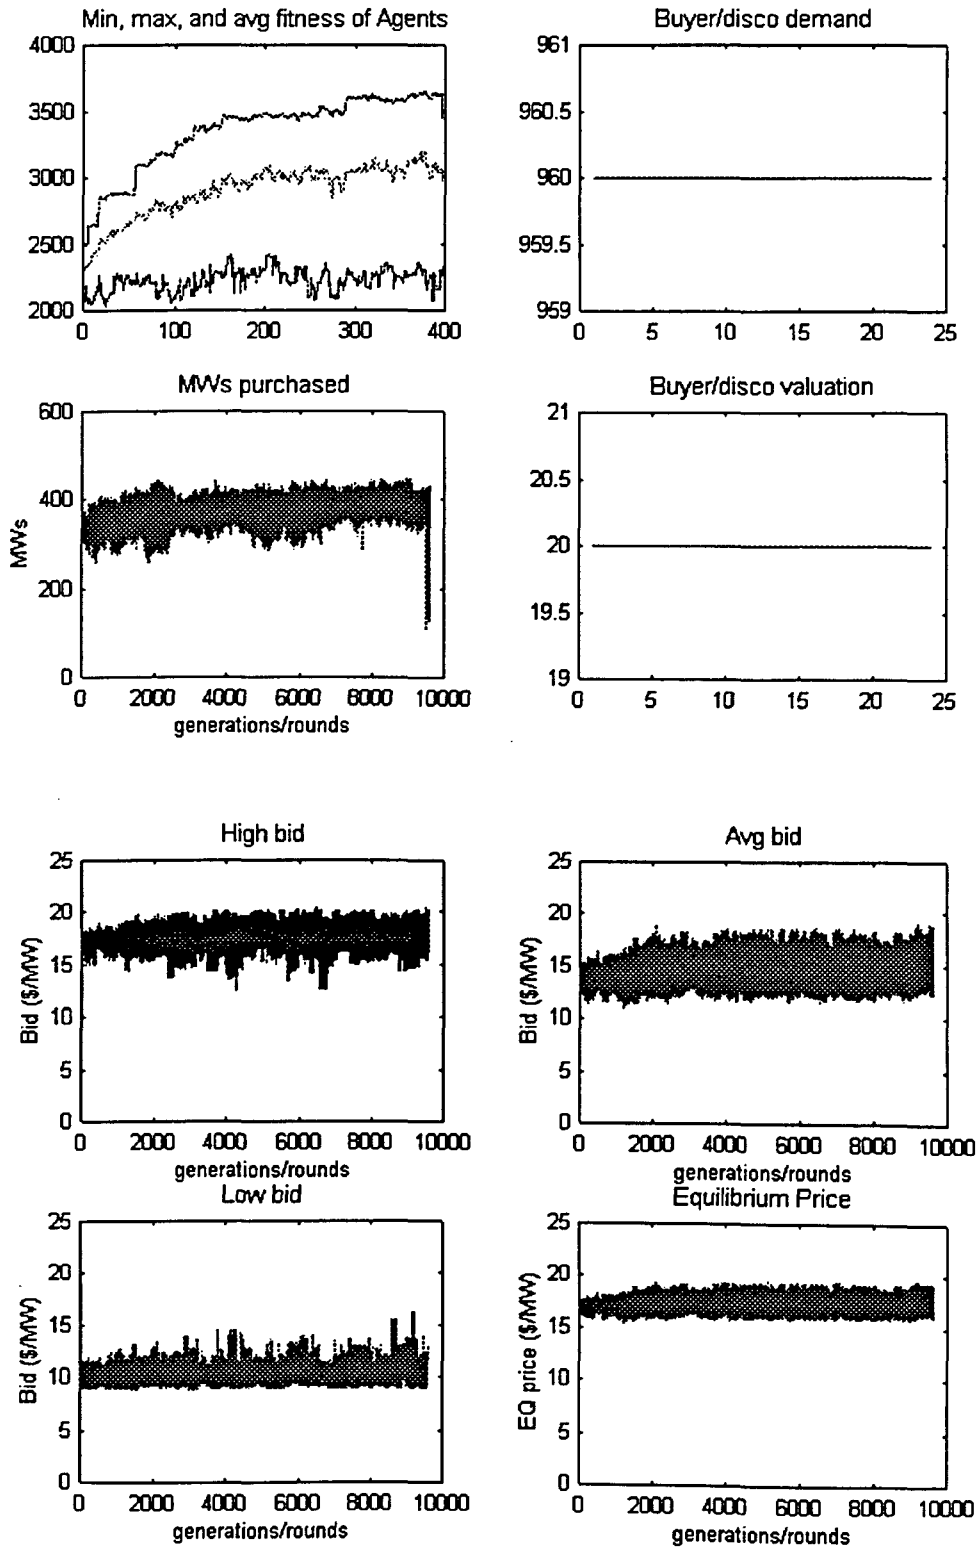 Min, max, and avg fitness of Agents
4000
3500
3000
2500
2000
0 100 200 300 400
Buyer/disco demand
961
960.5
960
959.5
959
0 5 10 15 20 25
MWs purchased
600
400
200
0
MWs
0 2000 4000 6000 8000 10000
generations/rounds
Buyer/disco valuation
21
20.5
20
19.5
19
0 5 10 15 20 25
High bid
25
20
15
10
5
0
Bid ($/MW)
0 2000 4000 6000 8000 10000
generations/rounds
Avg bid
25
20
15
10
5
0
Bid ($/MW)
0 2000 4000 6000 8000 10000
generations/rounds
Low bid
25
20
15
10
5
0
Bid ($/MW)
0 2000 4000 6000 8000 10000
generations/rounds
Equilibrium Price
25
20
15
10
5
0
EQ price ($/MW)
0 2000 4000 6000 8000 10000
generations/rounds